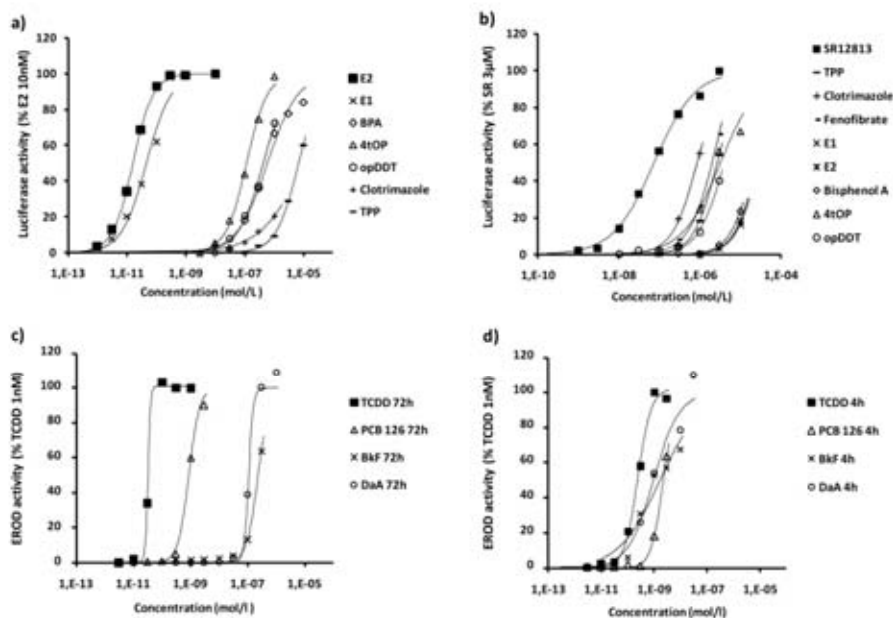 a)
Luciferase activity (% E2 10nM)
120
100
80
60
40
20
0
1,E-13
1,E-11
1,E-09
1,E-07
1,E-05
Concentration (mol/L)
E2
E1
BPA
4tOP
opDDT
Clotrimazole
TPP
b)
Luciferase activity (% SR 3µM)
120
100
80
60
40
20
0
1,E-10
1,E-08
1,E-06
1,E-04
Concentration (mol/L)
SR12813
TPP
Clotrimazole
Fenofibrate
E1
E2
Bisphenol A
4tOP
opDDT
c)
EROD activity (% TCDD 1nM)
120
100
80
60
40
20
0
1,E-13
1,E-11
1,E-09
1,E-07
Concentration (mol/l)
TCDD 72h
PCB 126 72h
BkF 72h
DaA 72h
d)
EROD activity (% TCDD 1nM)
120
100
80
60
40
20
0
1,E-13
1,E-11
1,E-09
1,E-07
1,E-05
Concentration (mol/l)
TCDD 4h
PCB 126 4h
BkF 4h
DaA 4h